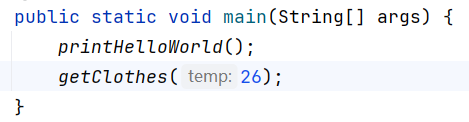 public static void main(String[] args) {
    printHelloWorld();
    getClothes( temp: 26);
}